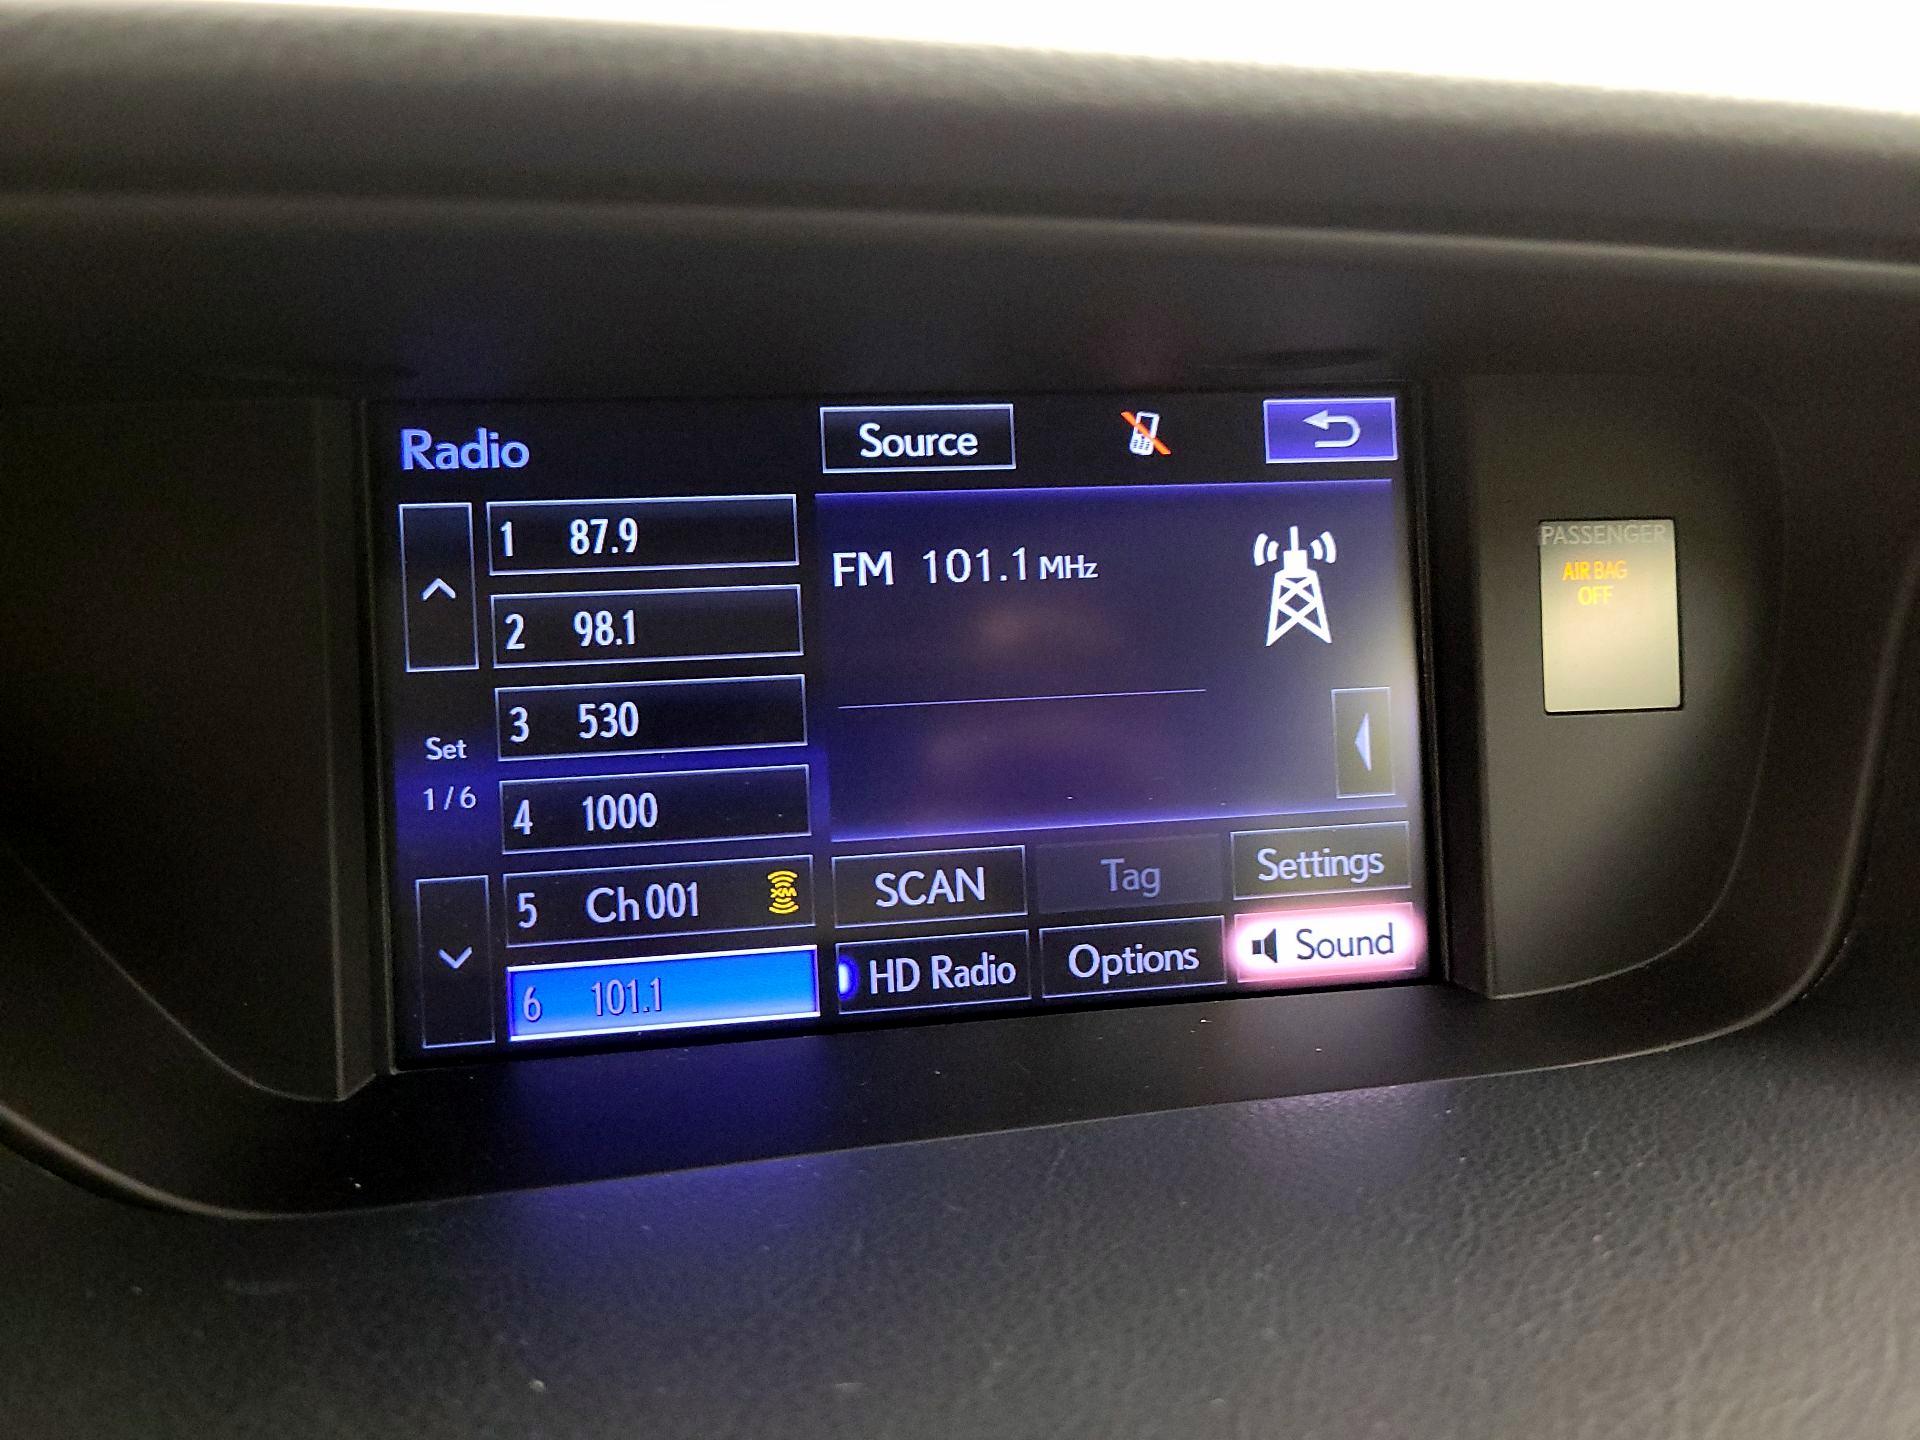 Radio
Source
1 87.9
2 98.1
3 530
4 1000
5 Ch 001 XM
6 101.1
Set
1/6
FM 101.1 MHz
SCAN
Tag
Settings
HD Radio
Options
Sound
PASSENGER
AIR BAG
OFF